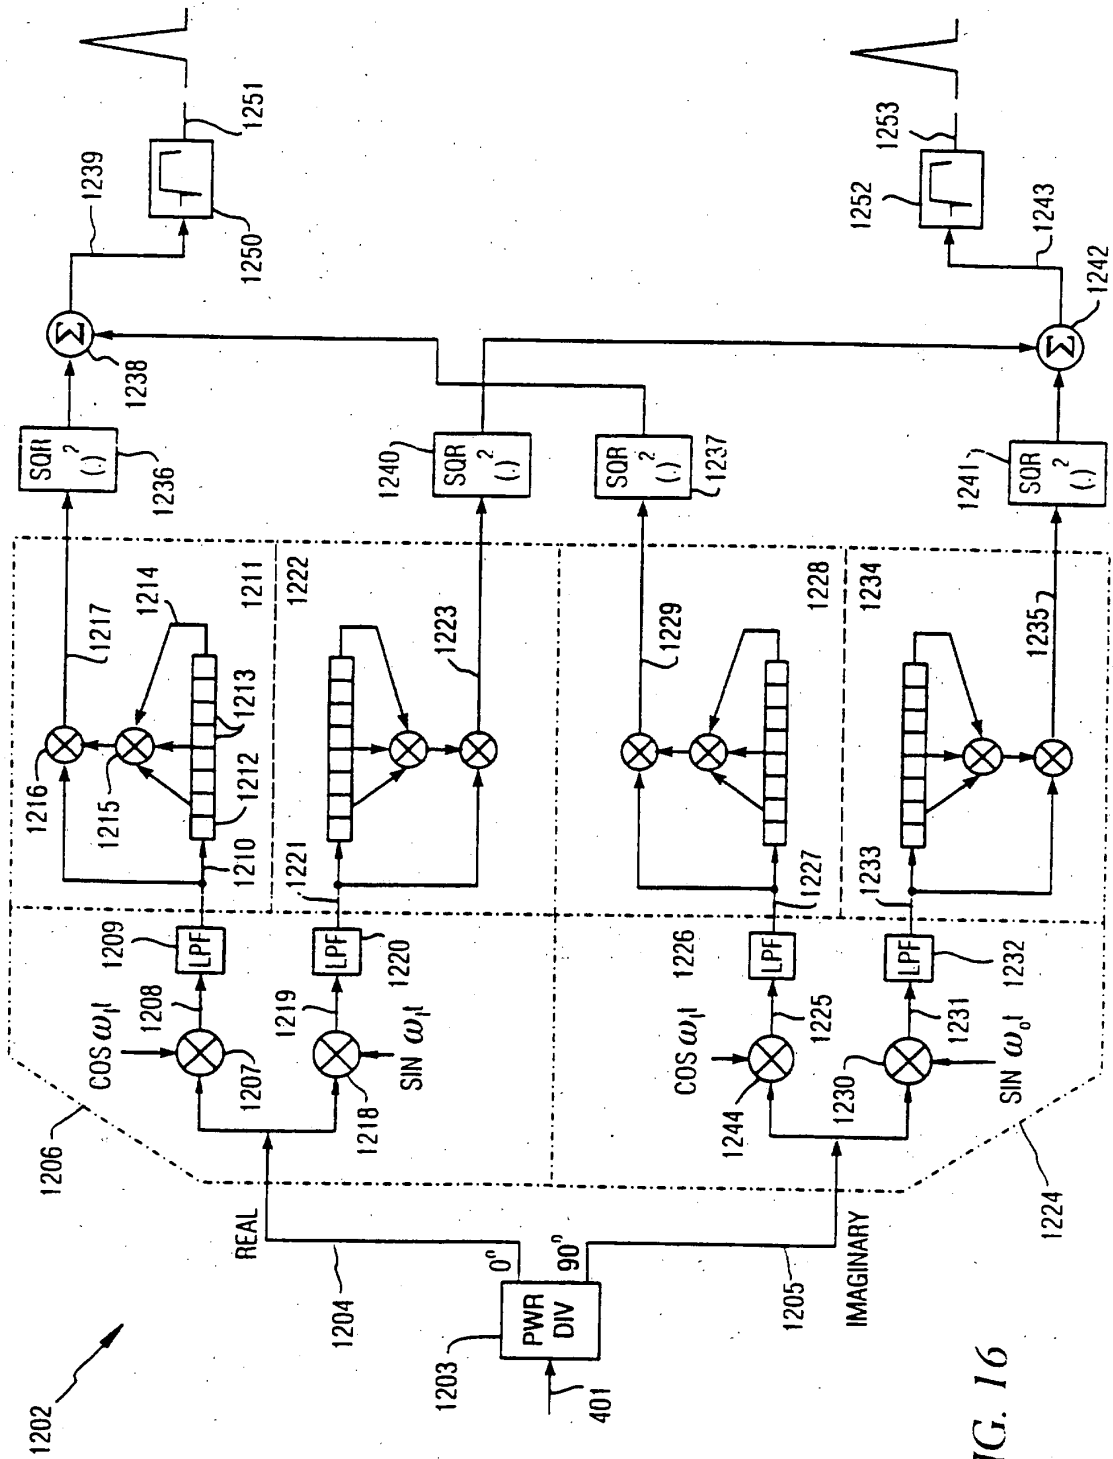 1202
401
1203
PWR
DIV
0⁰
90⁰
1204
REAL
1205
IMAGINARY
1206
1224
COS ω₁t
1207
1208
1209
LPF
1210
1218
SIN ω₁t
1219
1220
LPF
1221
COS ω₁t
1244
1225
1226
LPF
1227
1230
SIN ω₀t
1231
1232
LPF
1233
1211
1212
1213
1214
1215
1216
1217
1222
1223
1228
1229
1234
1235
SQR
(.)²
1236
SQR
(.)²
1240
SQR
(.)²
1237
SQR
(.)²
1241
Σ
1238
1239
1250
1251
Σ
1242
1243
1252
1253
IG. 16